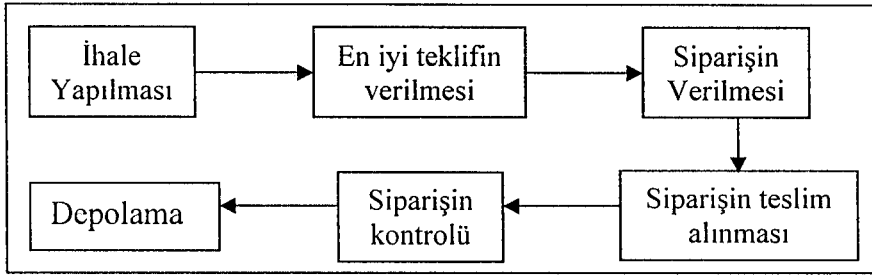 İhale
Yapılması
En iyi teklifin
verilmesi
Siparişin
Verilmesi
Siparişin teslim
alınması
Siparişin
kontrolü
Depolama